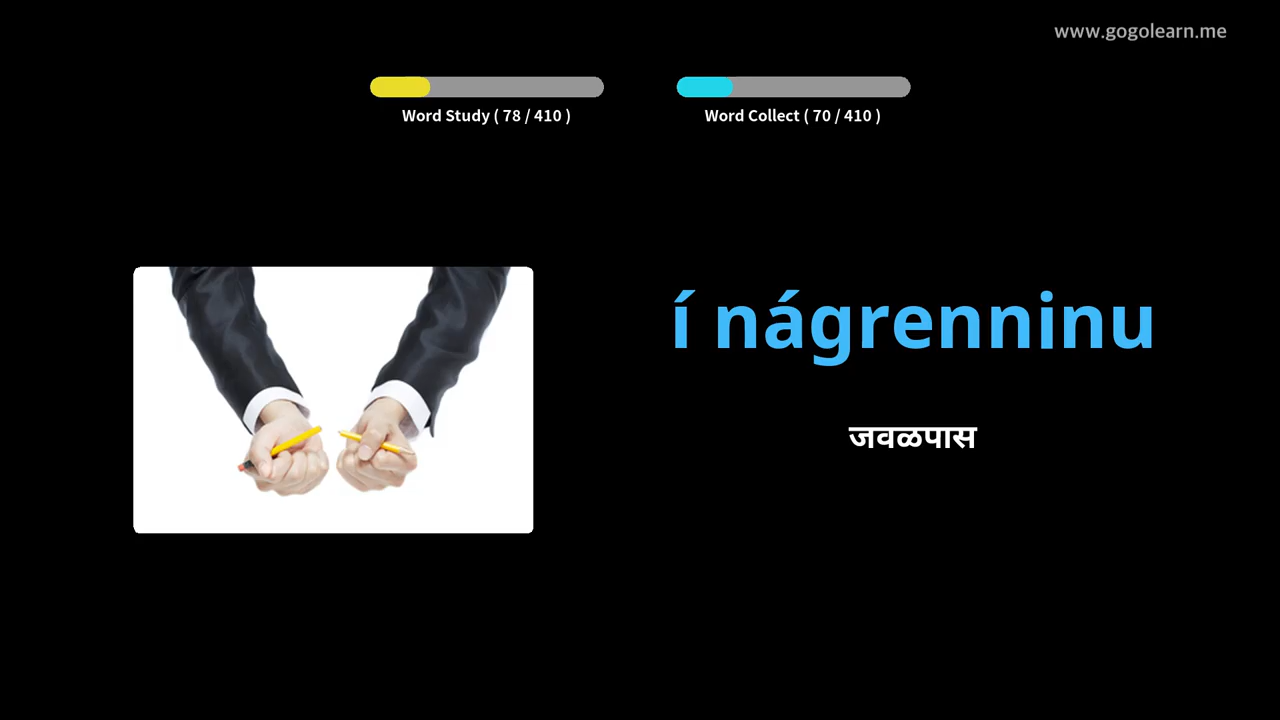 www.gogolearn.me
Word Study ( 78 / 410 )
Word Collect ( 70 / 410 )
í nágrenninu
जवळपास